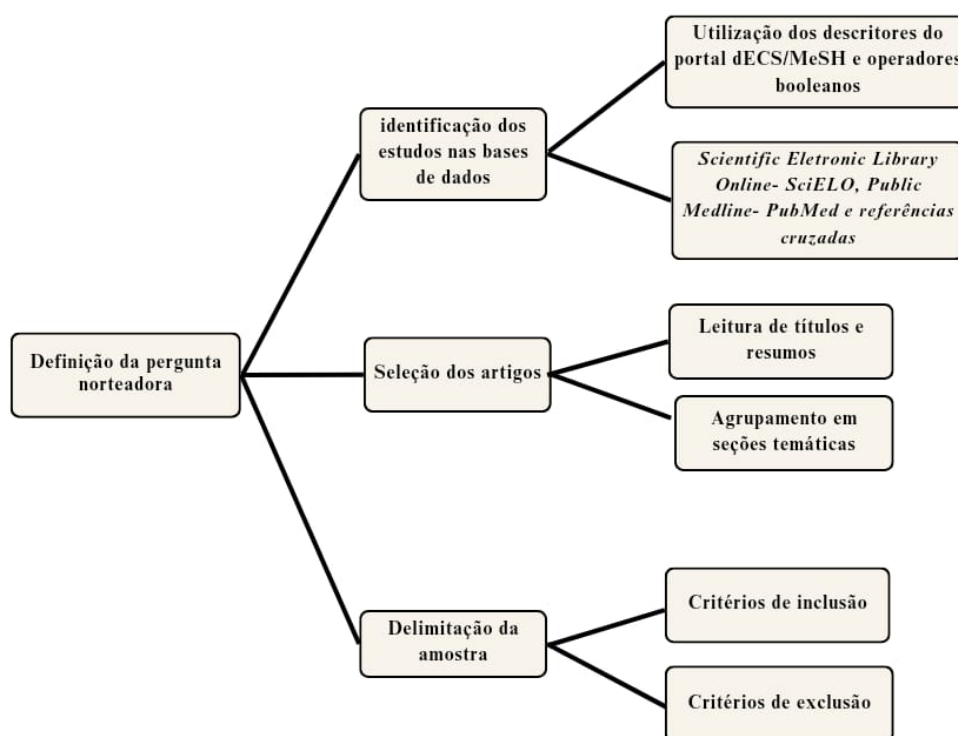 Utilização dos descritores do
portal dECS/MeSH e operadores
booleanos
identificação dos
estudos nas bases
de dados
Scientific Eletronic Library
Online- SciELO, Public
Medline- PubMed e referências
cruzadas
Definição da pergunta
norteadora
Seleção dos artigos
Leitura de títulos e
resumos
Agrupamento em
seções temáticas
Delimitação da
amostra
Critérios de inclusão
Critérios de exclusão